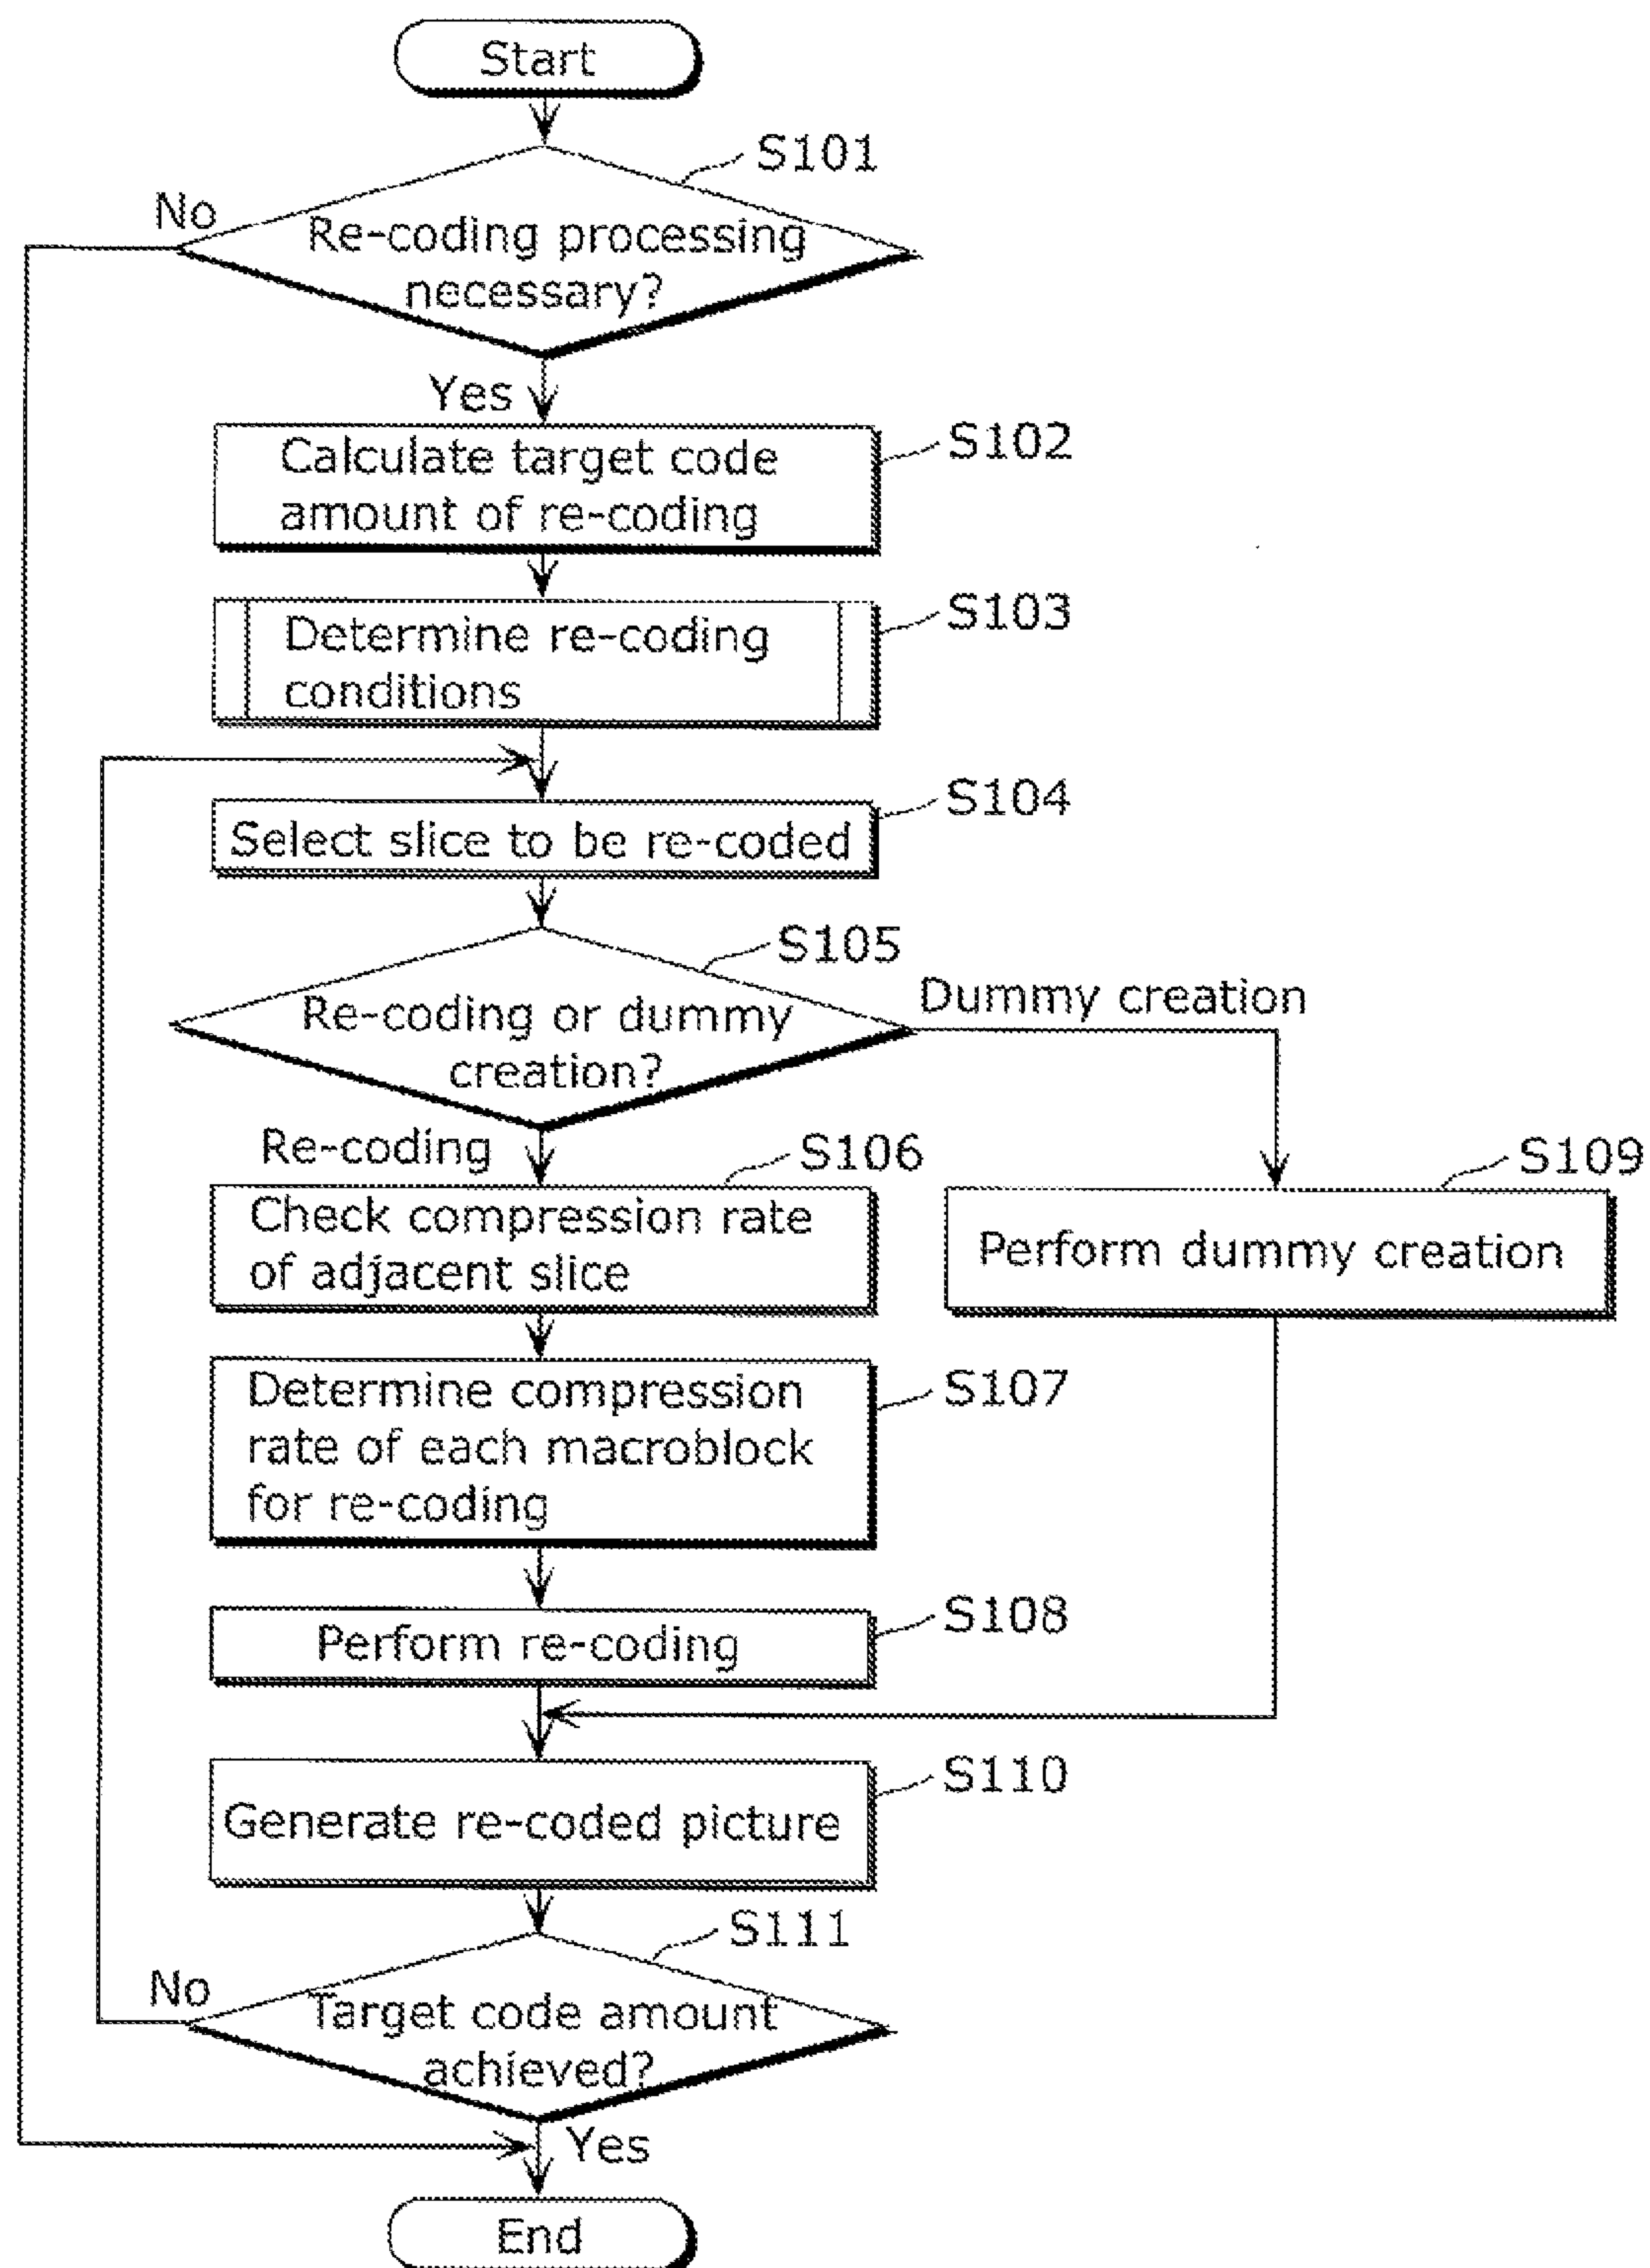 Start
S101
No
Re-coding processing
necessary?
Yes
S102
Calculate target code
amount of re-coding
S103
Determine re-coding
conditions
S104
Select slice to be re-coded
S105
Dummy creation
Re-coding or dummy
creation?
Re-coding
S106
S109
Check compression rate
of adjacent slice
Perform dummy creation
S107
Determine compression
rate of each macroblock
for re-coding
S108
Perform re-coding
S110
Generate re-coded picture
S111
No
Target code amount
achieved?
Yes
End